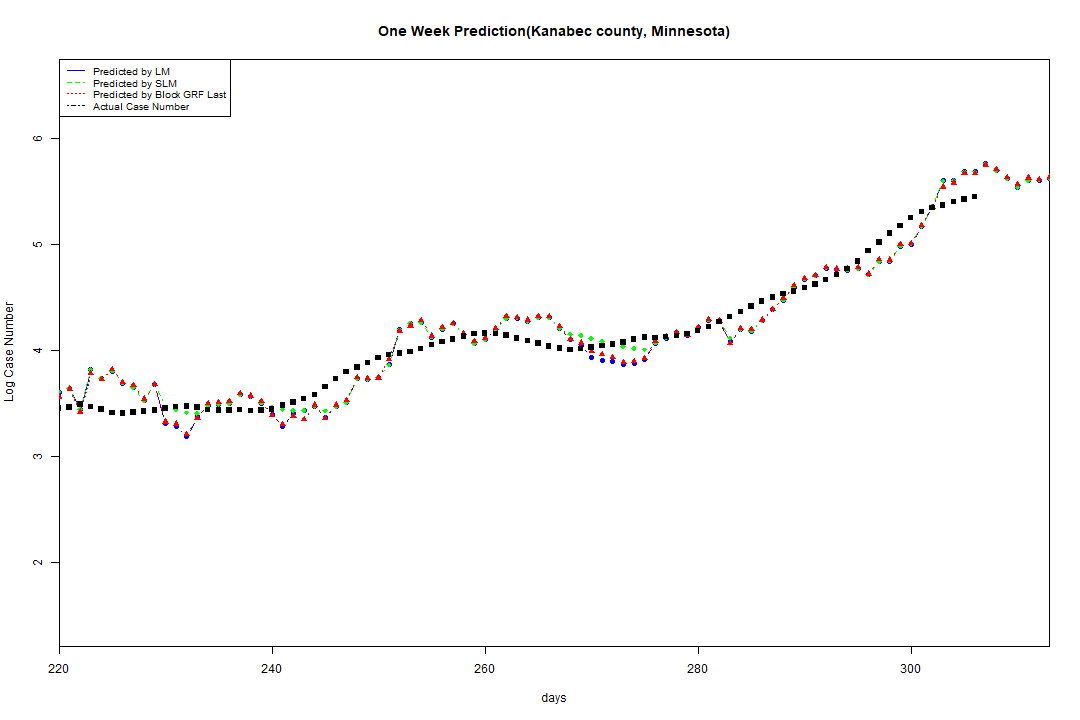 One Week Prediction(Kanabec county, Minnesota)
Predicted by LM
Predicted by SLM
Predicted by Block GRF Last
Actual Case Number
6
5
4
3
2
Log Case Number
220 240 260 280 300
days